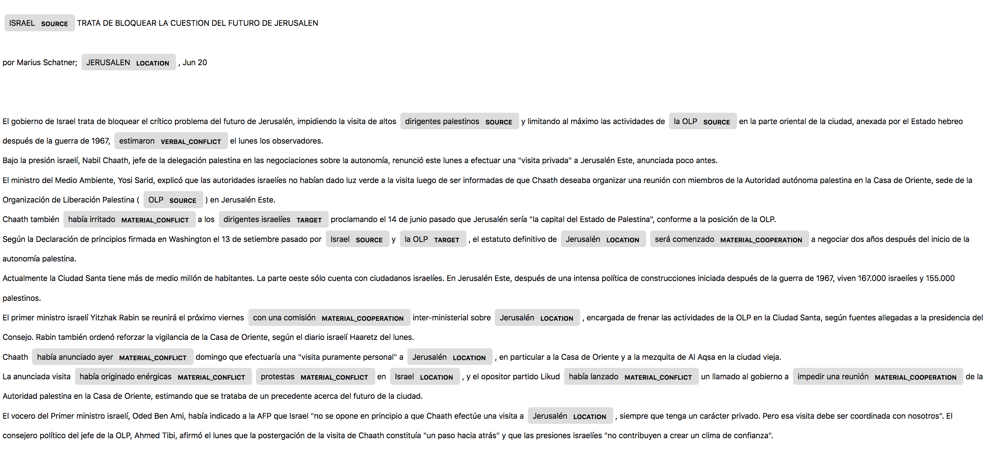 ISRAEL SOURCE TRATA DE BLOQUEAR LA CUESTION DEL FUTURO DE JERUSALEN
por Marius Schatner; JERUSALEN LOCATION , Jun 20
El gobierno de Israel trata de bloquear el crítico problema del futuro de Jerusalén, impidiendo la visita de altos dirigentes palestinos SOURCE y limitando al máximo las actividades de la OLP SOURCE en la parte oriental de la ciudad, anexada por el Estado hebreo
después de la guerra de 1967, estimaron VERBAL_CONFLICT el lunes los observadores.
Bajo la presión israelí, Nabil Chaath, jefe de la delegación palestina en las negociaciones sobre la autonomía, renunció este lunes a efectuar una "visita privada" a Jerusalén Este, anunciada poco antes.
El ministro del Medio Ambiente, Yosi Sarid, explicó que las autoridades israelíes no habían dado luz verde a la visita luego de ser informadas de que Chaath deseaba organizar una reunión con miembros de la Autoridad autónoma palestina en la Casa de Oriente, sede de la
Organización de Liberación Palestina ( OLP SOURCE ) en Jerusalén Este.
Chaath también había irritado MATERIAL_CONFLICT a los dirigentes israelíes TARGET proclamando el 14 de junio pasado que Jerusalén sería "la capital del Estado de Palestina", conforme a la posición de la OLP.
Según la Declaración de principios firmada en Washington el 13 de setiembre pasado por Israel SOURCE y la OLP TARGET , el estatuto definitivo de Jerusalén LOCATION será comenzado MATERIAL_COOPERATION a negociar dos años después del inicio de la
autonomía palestina.
Actualmente la Ciudad Santa tiene más de medio millón de habitantes. La parte oeste sólo cuenta con ciudadanos israelíes. En Jerusalén Este, después de una intensa política de construcciones iniciada después de la guerra de 1967, viven 167.000 israelíes y 155.000
palestinos.
El primer ministro israelí Yitzhak Rabin se reunirá el próximo viernes con una comisión MATERIAL_COOPERATION inter-ministerial sobre Jerusalén LOCATION , encargada de frenar las actividades de la OLP en la Ciudad Santa, según fuentes allegadas a la presidencia del
Consejo. Rabin también ordenó reforzar la vigilancia de la Casa de Oriente, según el diario israelí Haaretz del lunes.
Chaath había anunciado ayer MATERIAL_CONFLICT domingo que efectuaría una "visita puramente personal" a Jerusalén LOCATION , en particular a la Casa de Oriente y a la mezquita de Al Aqsa en la ciudad vieja.
La anunciada visita había originado enérgicas MATERIAL_CONFLICT protestas MATERIAL_CONFLICT en Israel LOCATION , y el opositor partido Likud había lanzado MATERIAL_CONFLICT un llamado al gobierno a impedir una reunión MATERIAL_COOPERATION de la
Autoridad palestina en la Casa de Oriente, estimando que se trataba de un precedente acerca del futuro de la ciudad.
El vocero del Primer ministro israelí, Oded Ben Ami, había indicado a la AFP que Israel "no se opone en principio a que Chaath efectúe una visita a Jerusalén LOCATION , siempre que tenga un carácter privado. Pero esa visita debe ser coordinada con nosotros". El
consejero político del jefe de la OLP, Ahmed Tibi, afirmó el lunes que la postergación de la visita de Chaath constituía "un paso hacia atrás" y que las presiones israelíes "no contribuyen a crear un clima de confianza".